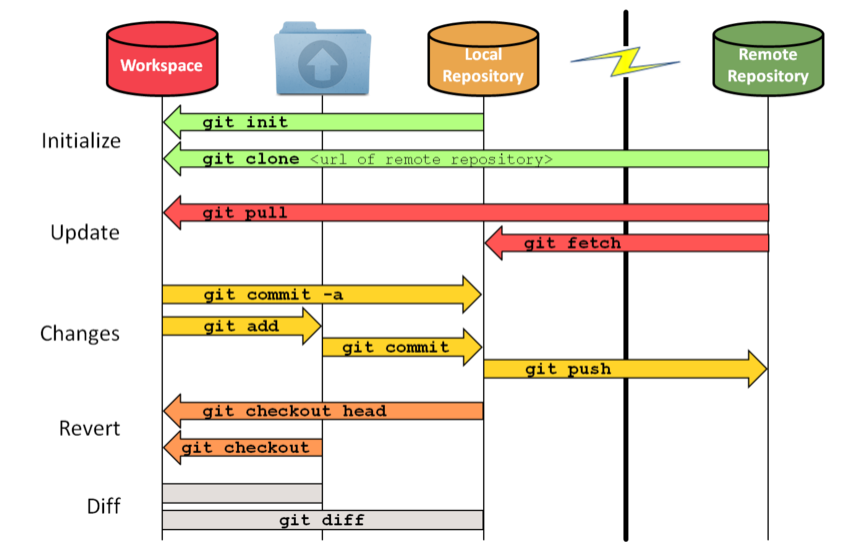 Workspace
Local
Repository
Remote
Repository
Initialize
git init
git clone <url of remote repository>
Update
git pull
git fetch
Changes
git commit -a
git add
git commit
git push
Revert
git checkout head
git checkout
Diff
git diff